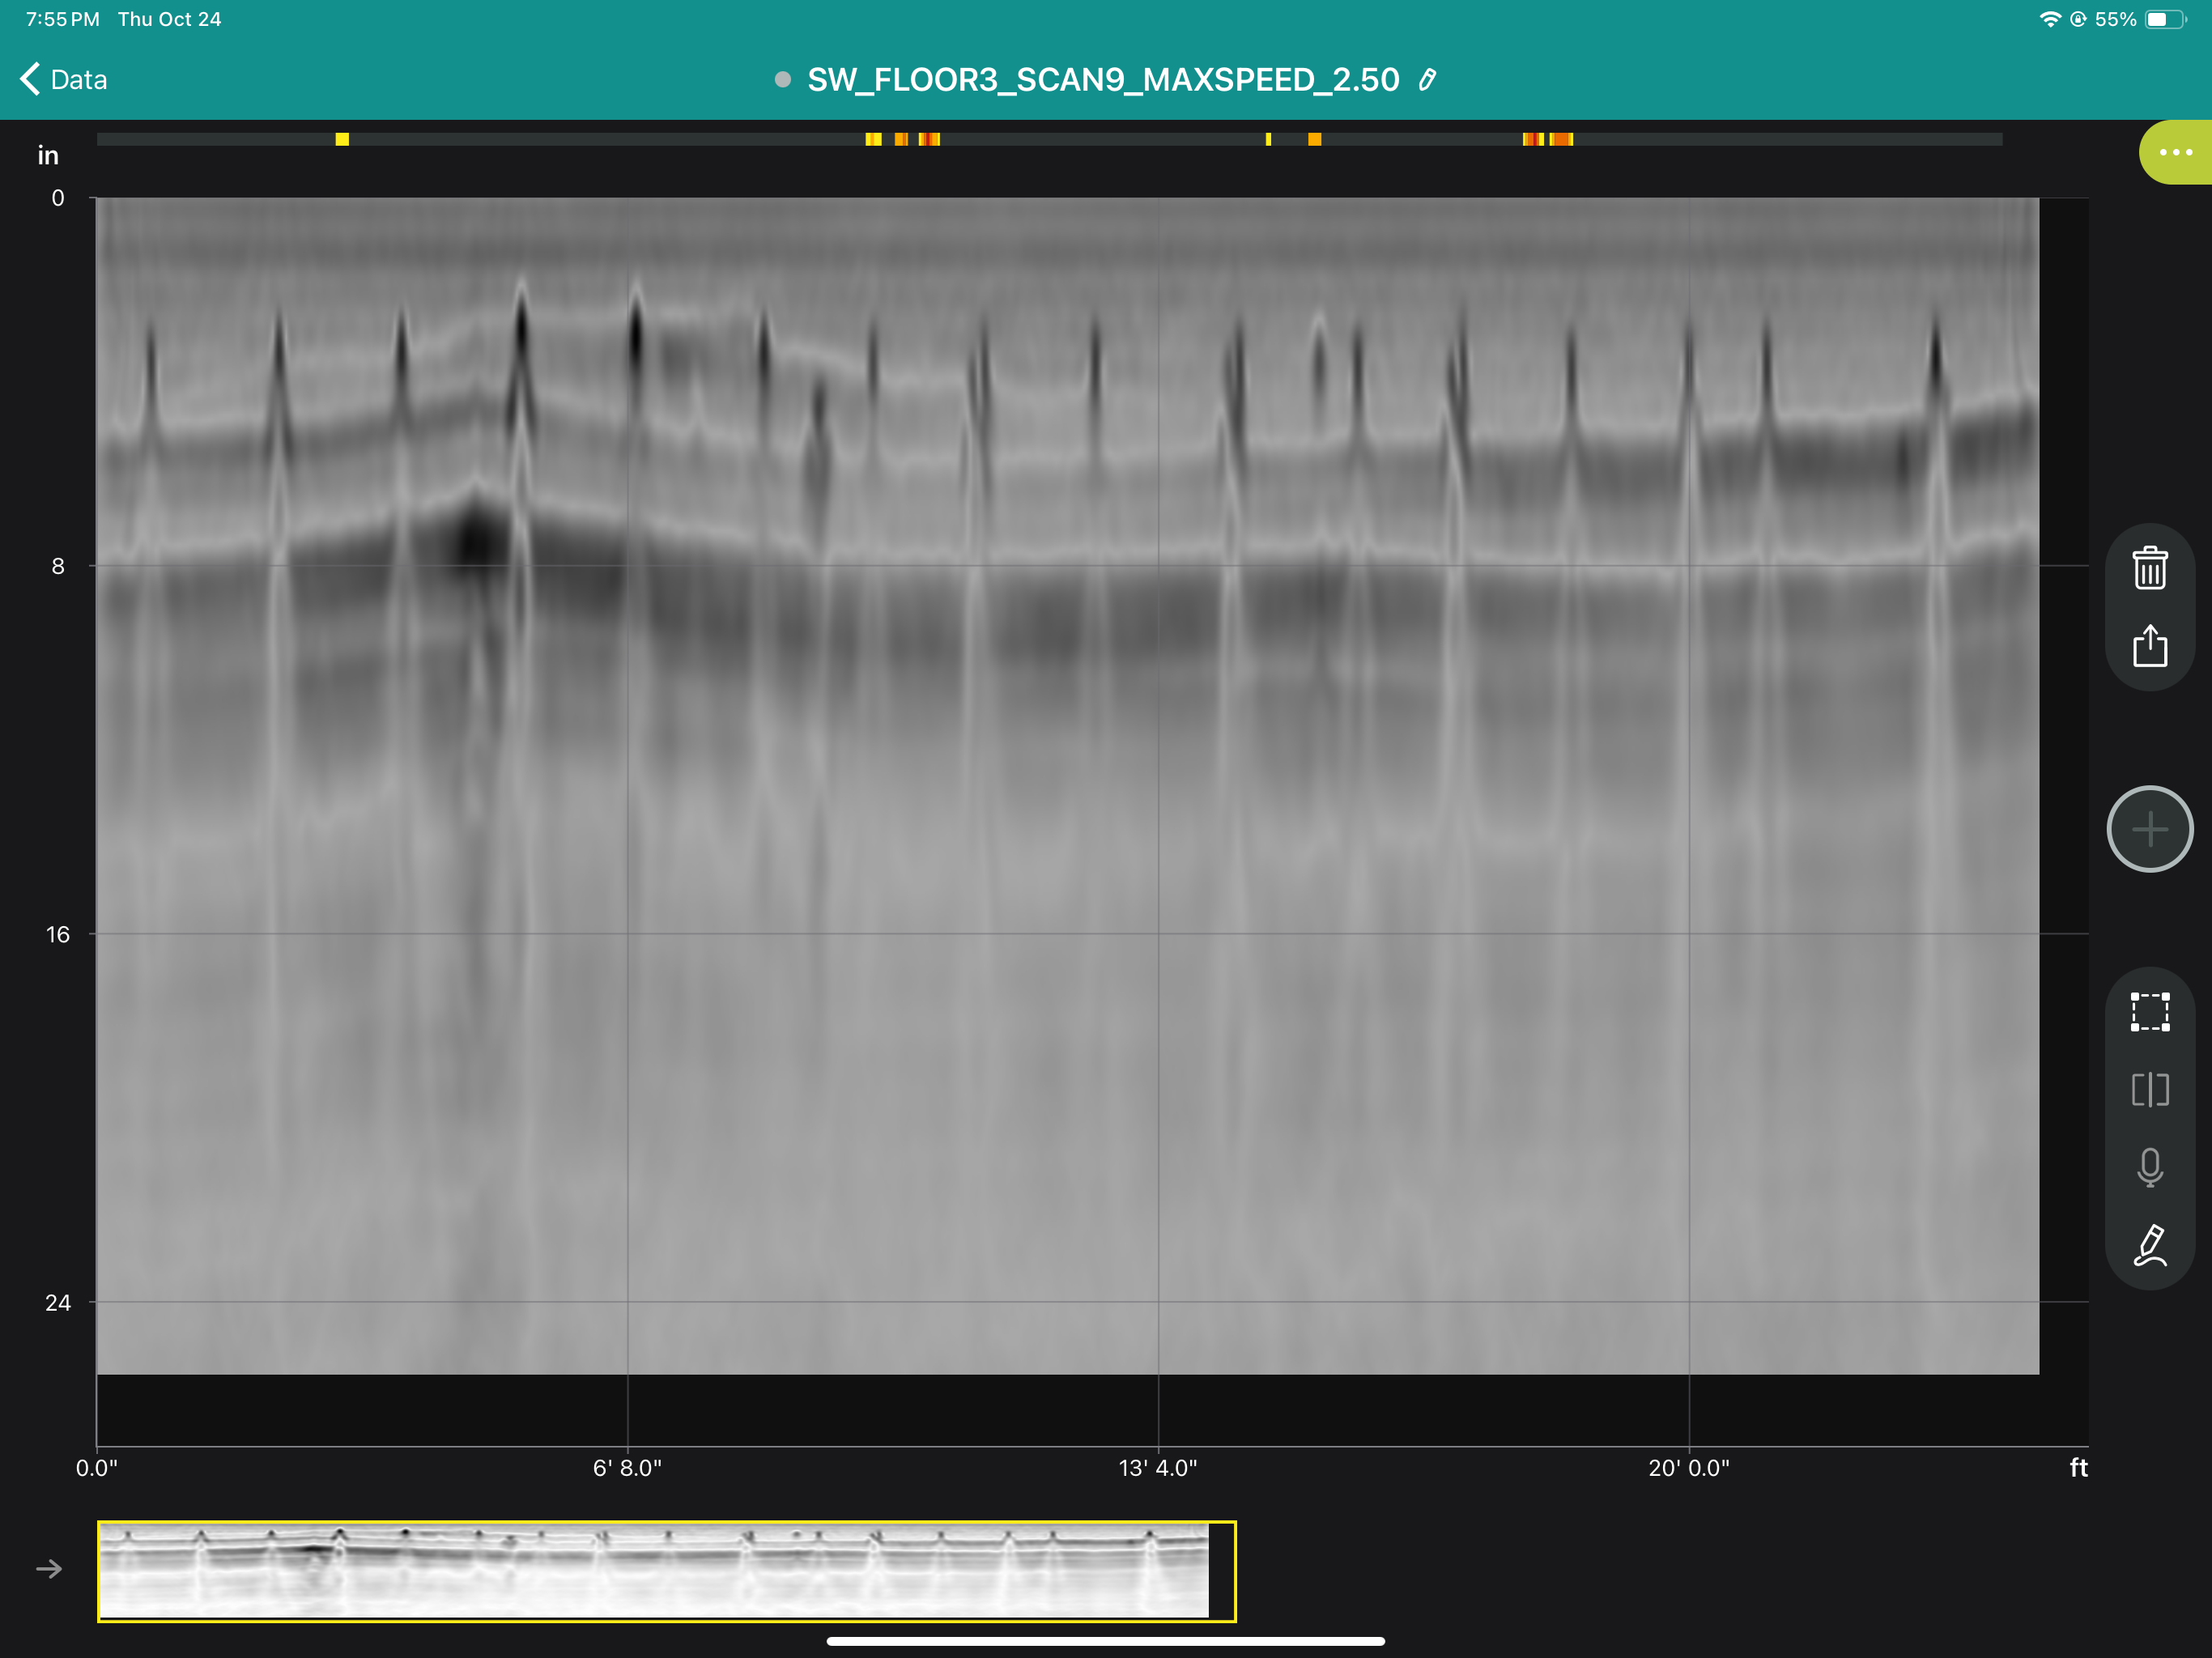 7:55 PM Thu Oct 24
55%
Data
SW_FLOOR3_SCAN9_MAXSPEED_2.50
in
0
8
16
24
0.0" 6' 8.0" 13' 4.0" 20' 0.0" ft